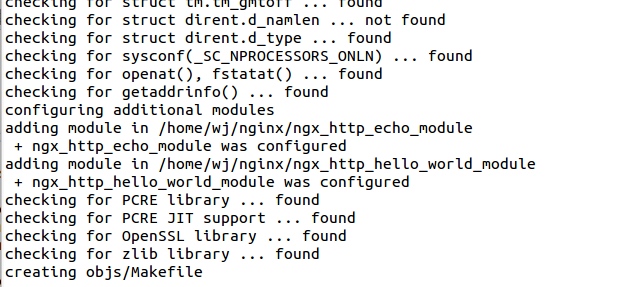 checking for struct tm.tm_gmtoff ... found
checking for struct dirent.d_namlen ... not found
checking for struct dirent.d_type ... found
checking for sysconf(_SC_NPROCESSORS_ONLN) ... found
checking for openat(), fstatat() ... found
checking for getaddrinfo() ... found
configuring additional modules
adding module in /home/wj/nginx/ngx_http_echo_module
 + ngx_http_echo_module was configured
adding module in /home/wj/nginx/ngx_http_hello_world_module
 + ngx_http_hello_world_module was configured
checking for PCRE library ... found
checking for PCRE JIT support ... found
checking for OpenSSL library ... found
checking for zlib library ... found
creating objs/Makefile